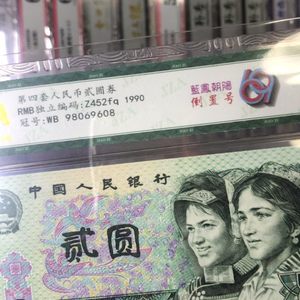 第四套人民币贰圆券
RMB独立编码:Z452fq 1990
冠号:WB 98069608
藍鳳朝陽
倒置号
中国人民银行
贰圆